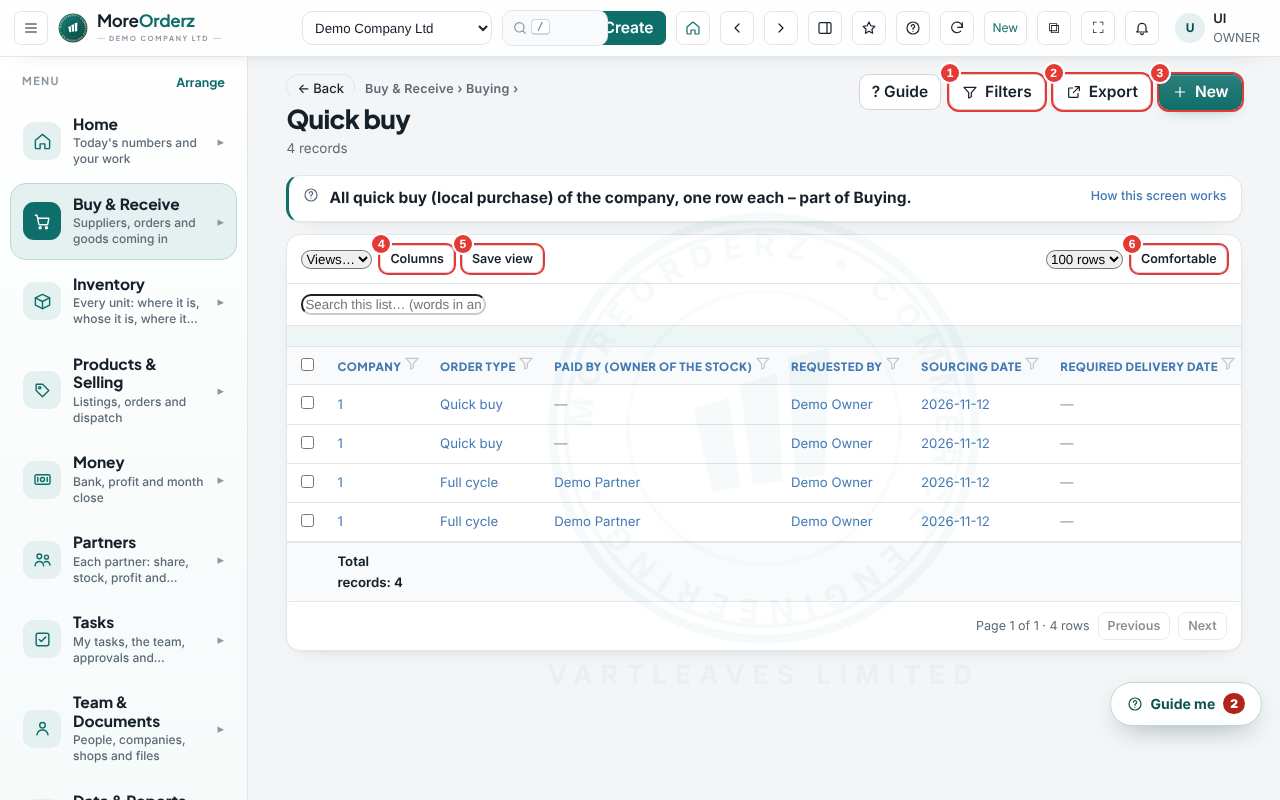 MoreOrderz
— DEMO COMPANY LTD —
Demo Company Ltd
/
Create
New
U
UI
OWNER
MENU
Arrange
Home
Today's numbers and
your work
Buy & Receive
Suppliers, orders and
goods coming in
Inventory
Every unit: where it is,
whose it is, where it…
Products &
Selling
Listings, orders and
dispatch
Money
Bank, profit and month
close
Partners
Each partner: share,
stock, profit and…
Tasks
My tasks, the team,
approvals and…
Team &
Documents
People, companies,
shops and files
← Back
Buy & Receive › Buying ›
? Guide
1
Filters
2
Export
3
+ New
Quick buy
4 records
All quick buy (local purchase) of the company, one row each – part of Buying.
How this screen works
Views…
4
Columns
5
Save view
100 rows
6
Comfortable
Search this list… (words in an
COMPANY
ORDER TYPE
PAID BY (OWNER OF THE STOCK)
REQUESTED BY
SOURCING DATE
REQUIRED DELIVERY DATE
1 Quick buy — Demo Owner 2026-11-12 —
1 Quick buy — Demo Owner 2026-11-12 —
1 Full cycle Demo Partner Demo Owner 2026-11-12 —
1 Full cycle Demo Partner Demo Owner 2026-11-12 —
Total
records: 4
Page 1 of 1 · 4 rows
Previous
Next
VARTLEAVES LIMITED
Guide me
2